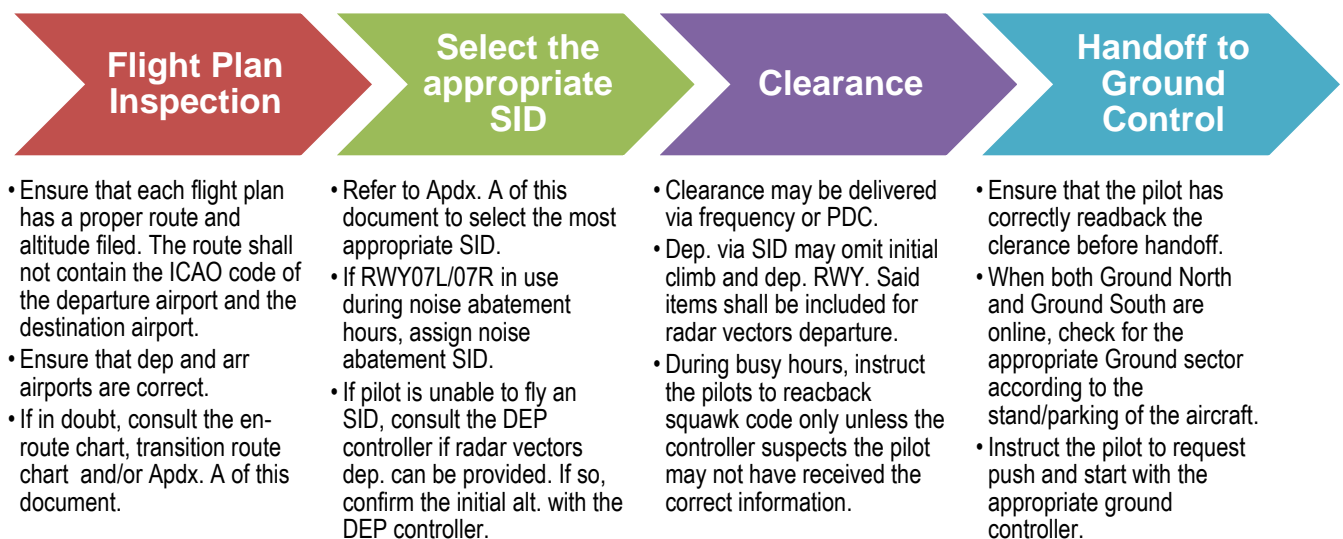 Flight Plan
Inspection
• Ensure that each flight plan
has a proper route and
altitude filed. The route shall
not contain the ICAO code of
the departure airport and the
destination airport.
• Ensure that dep and arr
airports are correct.
• If in doubt, consult the en-
route chart, transition route
chart and/or Apdx. A of this
document.
Select the
appropriate
SID
• Refer to Apdx. A of this
document to select the most
appropriate SID.
• If RWY07L/07R in use
during noise abatement
hours, assign noise
abatement SID.
• If pilot is unable to fly an
SID, consult the DEP
controller if radar vectors
dep. can be provided. If so,
confirm the initial alt. with the
DEP controller.
Clearance
• Clearance may be delivered
via frequency or PDC.
• Dep. via SID may omit initial
climb and dep. RWY. Said
items shall be included for
radar vectors departure.
• During busy hours, instruct
the pilots to reacback
squawk code only unless the
controller suspects the pilot
may not have received the
correct information.
Handoff to
Ground
Control
• Ensure that the pilot has
correctly readback the
clerance before handoff.
• When both Ground North
and Ground South are
online, check for the
appropriate Ground sector
according to the
stand/parking of the aircraft.
• Instruct the pilot to request
push and start with the
appropriate ground
controller.